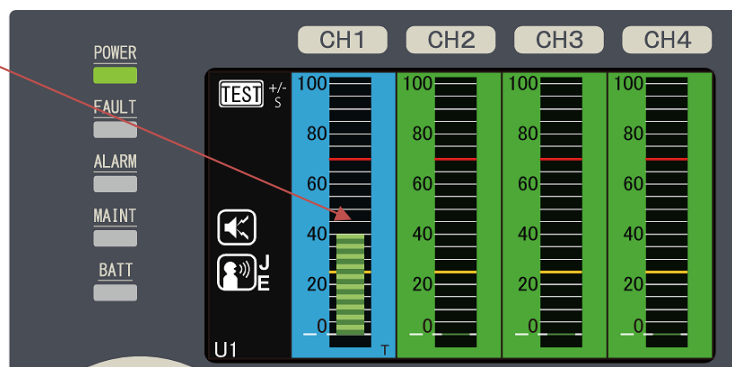 CH1 CH2 CH3 CH4
POWER
FAULT
ALARM
MAINT
BATT
TEST +/-
S
J
E
U1
100 100 100 100
80 80 80 80
60 60 60 60
40 40 40 40
20 20 20 20
0 0 0 0
T